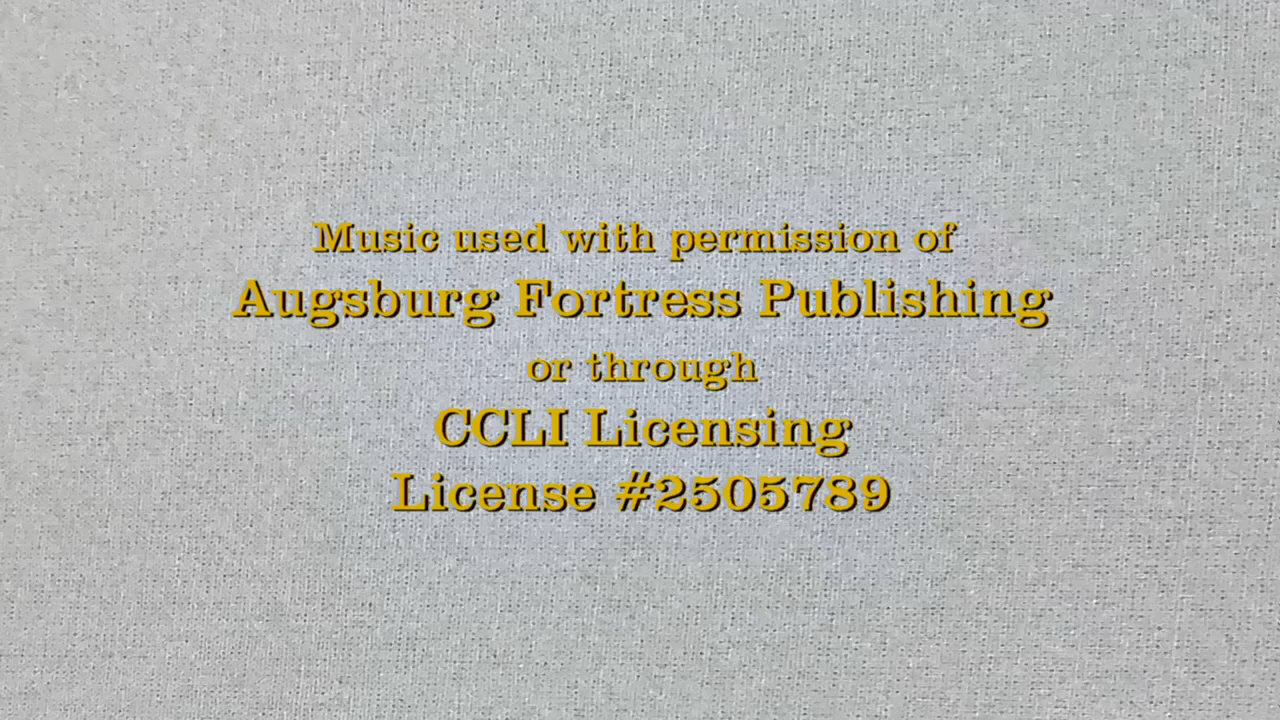 Music used with permission of
Augsburg Fortress Publishing
or through
CCLI Licensing
License #2505789